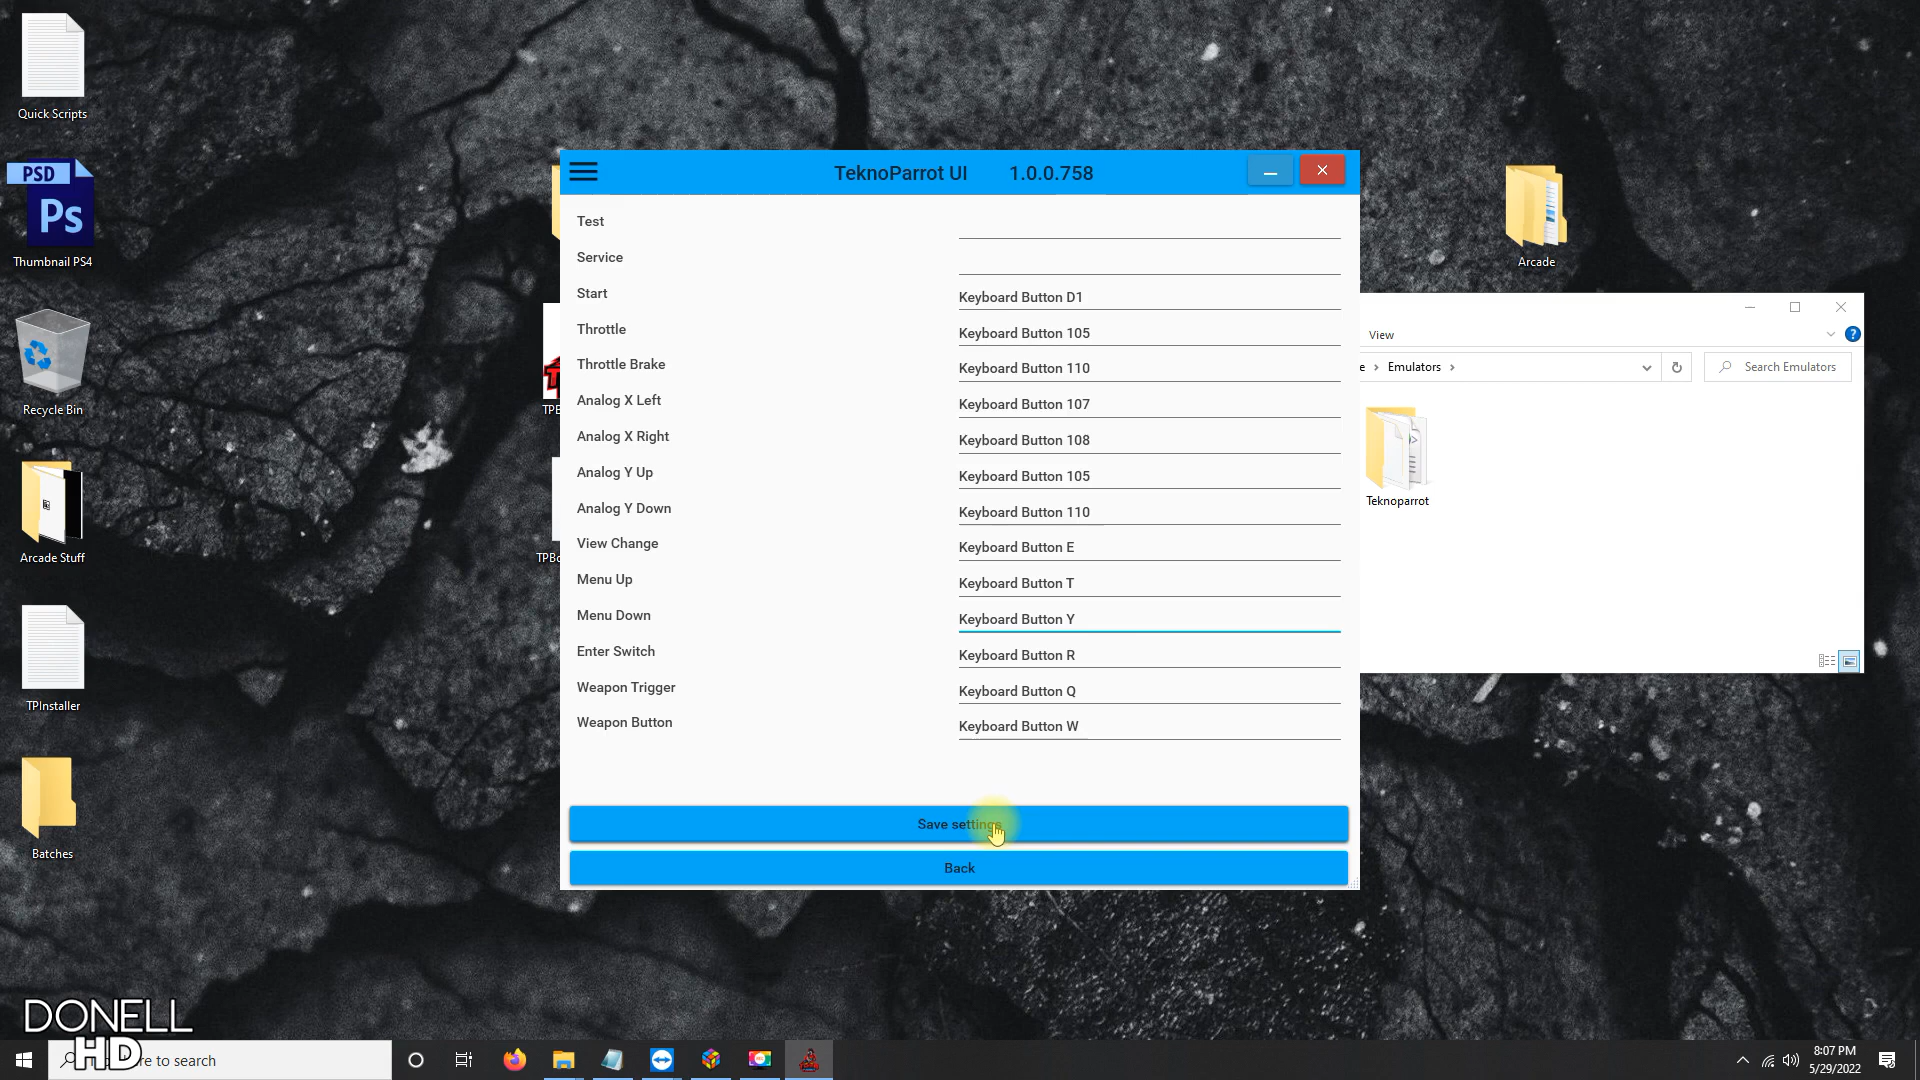 Quick Scripts
PSD
Ps
Thumbnail PS4
Recycle Bin
Arcade Stuff
TPInstaller
Batches
DONELL
HD
TeknoParrot UI 1.0.0.758
Test
Service
Start Keyboard Button D1
Throttle Keyboard Button 105
Throttle Brake Keyboard Button 110
Analog X Left Keyboard Button 107
Analog X Right Keyboard Button 108
Analog Y Up Keyboard Button 105
Analog Y Down Keyboard Button 110
View Change Keyboard Button E
Menu Up Keyboard Button T
Menu Down Keyboard Button Y
Enter Switch Keyboard Button R
Weapon Trigger Keyboard Button Q
Weapon Button Keyboard Button W
Save settings
Back
Arcade
View
Emulators
Search Emulators
Teknoparrot
to search
8:07 PM
5/29/2022